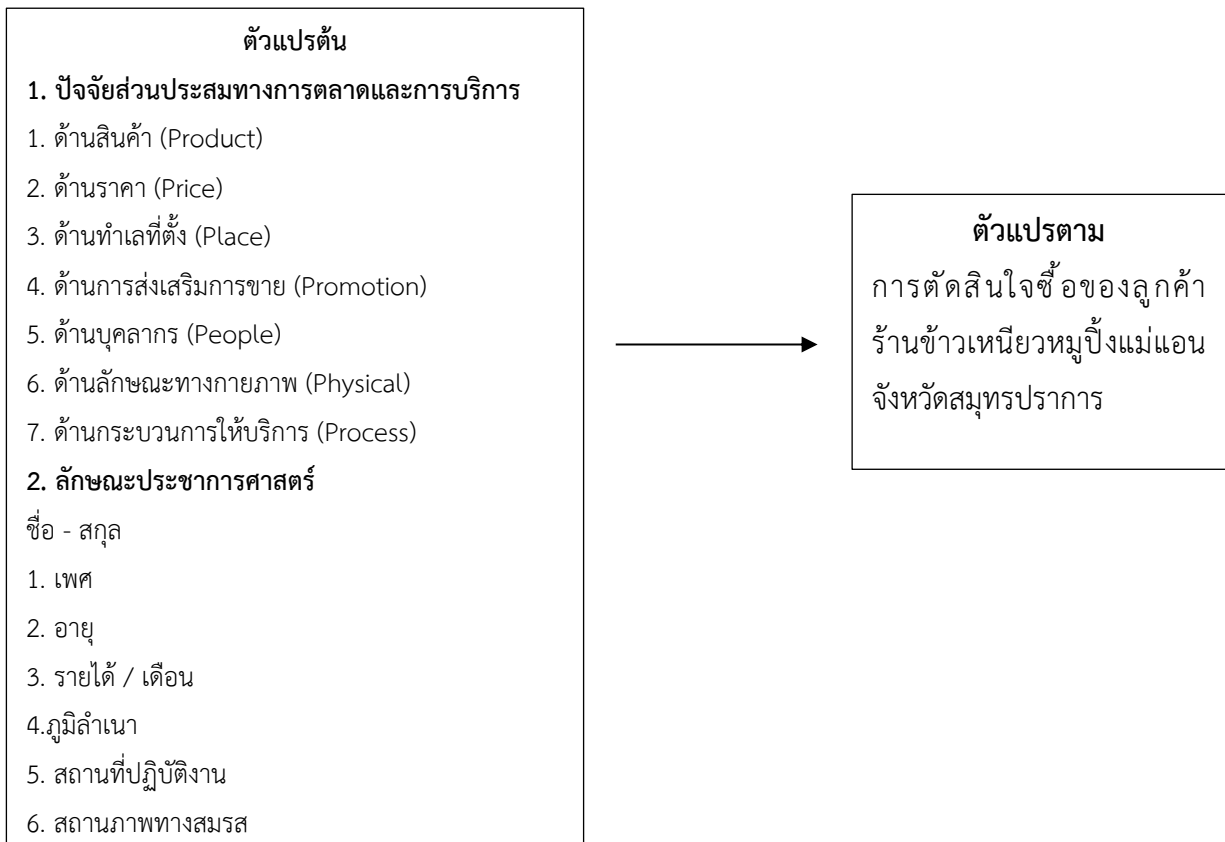 ตัวแปรต้น
1. ปัจจัยส่วนประสมทางการตลาดและการบริการ
1. ด้านสินค้า (Product)
2. ด้านราคา (Price)
3. ด้านทำเลที่ตั้ง (Place)
4. ด้านการส่งเสริมการขาย (Promotion)
5. ด้านบุคลากร (People)
6. ด้านลักษณะทางกายภาพ (Physical)
7. ด้านกระบวนการให้บริการ (Process)
2. ลักษณะประชาการศาสตร์
ชื่อ - สกุล
1. เพศ
2. อายุ
3. รายได้ / เดือน
4.ภูมิลำเนา
5. สถานที่ปฏิบัติงาน
6. สถานภาพทางสมรส
ตัวแปรตาม
การตัดสินใจซื้อของลูกค้า
ร้านข้าวเหนียวหมูปิ้งแม่แอน
จังหวัดสมุทรปราการ